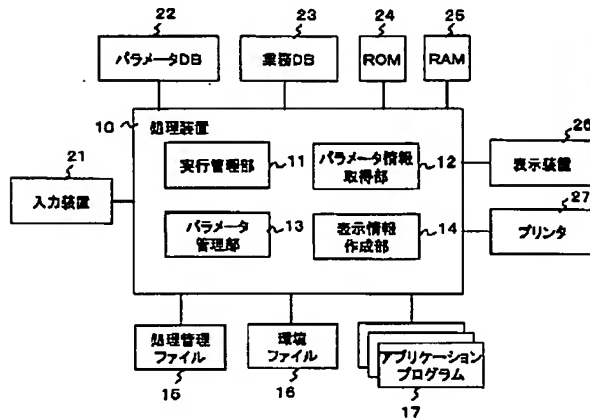 22
23
24
25
パラメータDB
業務DB
ROM
RAM
10
処理装置
21
入力装置
実行管理部
11
パラメータ情報
取得部
12
26
表示装置
パラメータ
管理部
13
表示情報
作成部
14
27
プリンタ
処理管理
ファイル
15
環境
ファイル
16
アプリケーション
プログラム
17